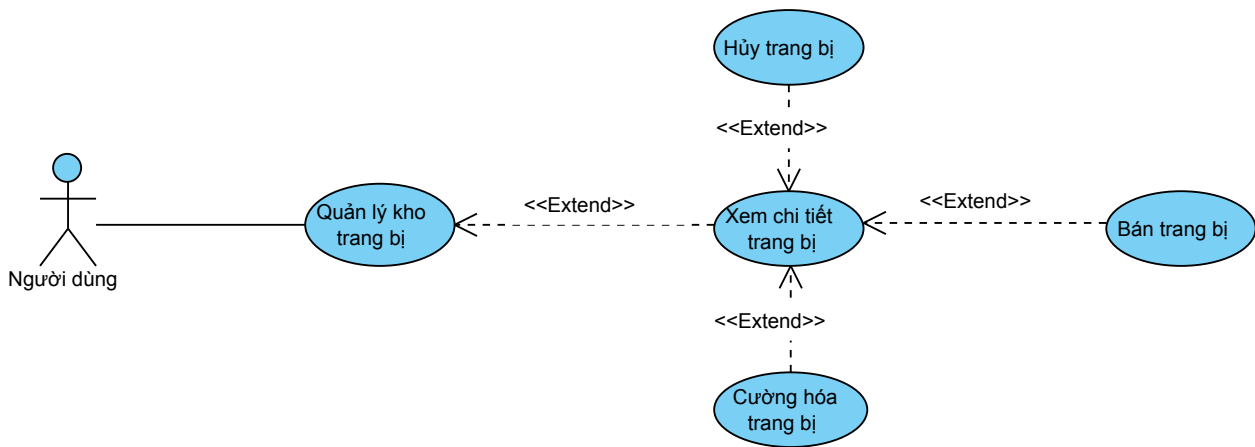 Hủy trang bị
<<Extend>>
Người dùng
Quản lý kho
trang bị
<<Extend>>
Xem chi tiết
trang bị
<<Extend>>
Bán trang bị
<<Extend>>
Cường hóa
trang bị